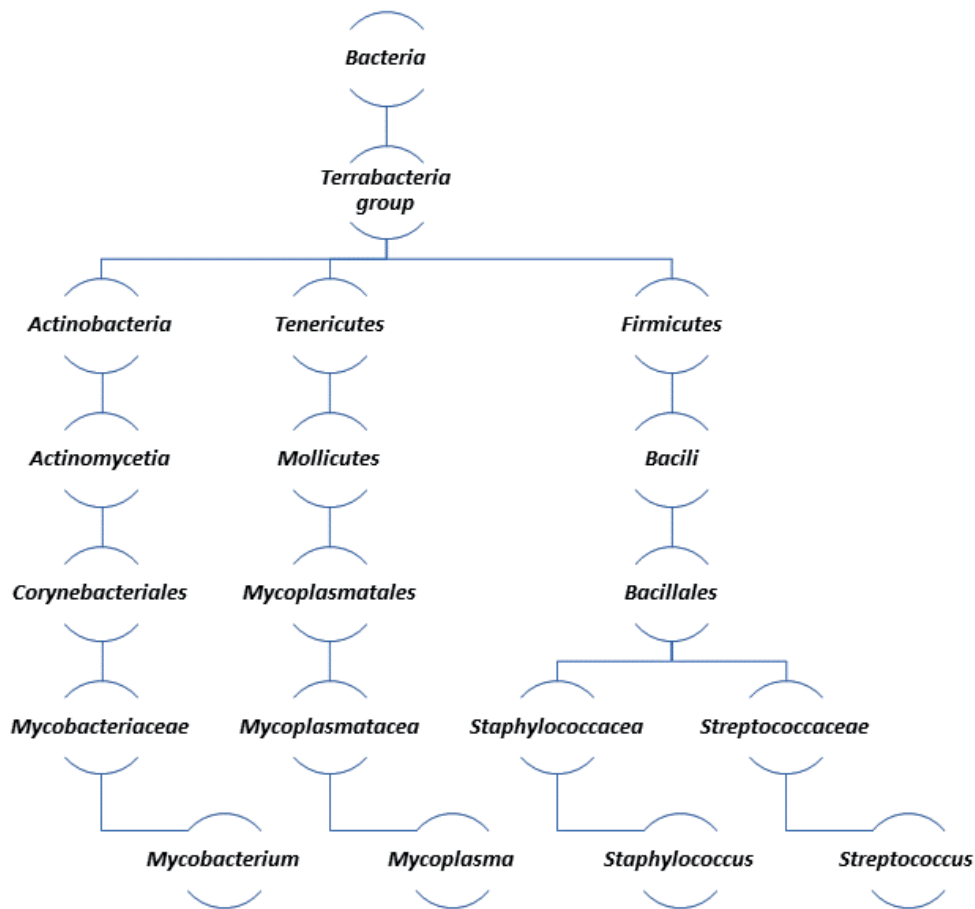 Bacteria
Terrabacteria
group
Actinobacteria
Tenericutes
Firmicutes
Actinomycetia
Mollicutes
Bacili
Corynebacteriales
Mycoplasmatales
Bacillales
Mycobacteriaceae
Mycoplasmatacea
Staphylococcacea
Streptococcaceae
Mycobacterium
Mycoplasma
Staphylococcus
Streptococcus